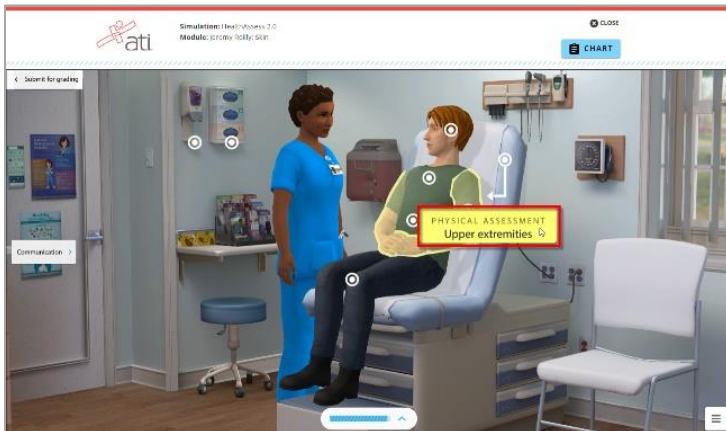 ati
Simulation: HealthAssess 2.0
Module: Jeremy Reilly: Skin
CLOSE
CHART
Submit for grading
PHYSICAL ASSESSMENT
Upper extremities
Communication